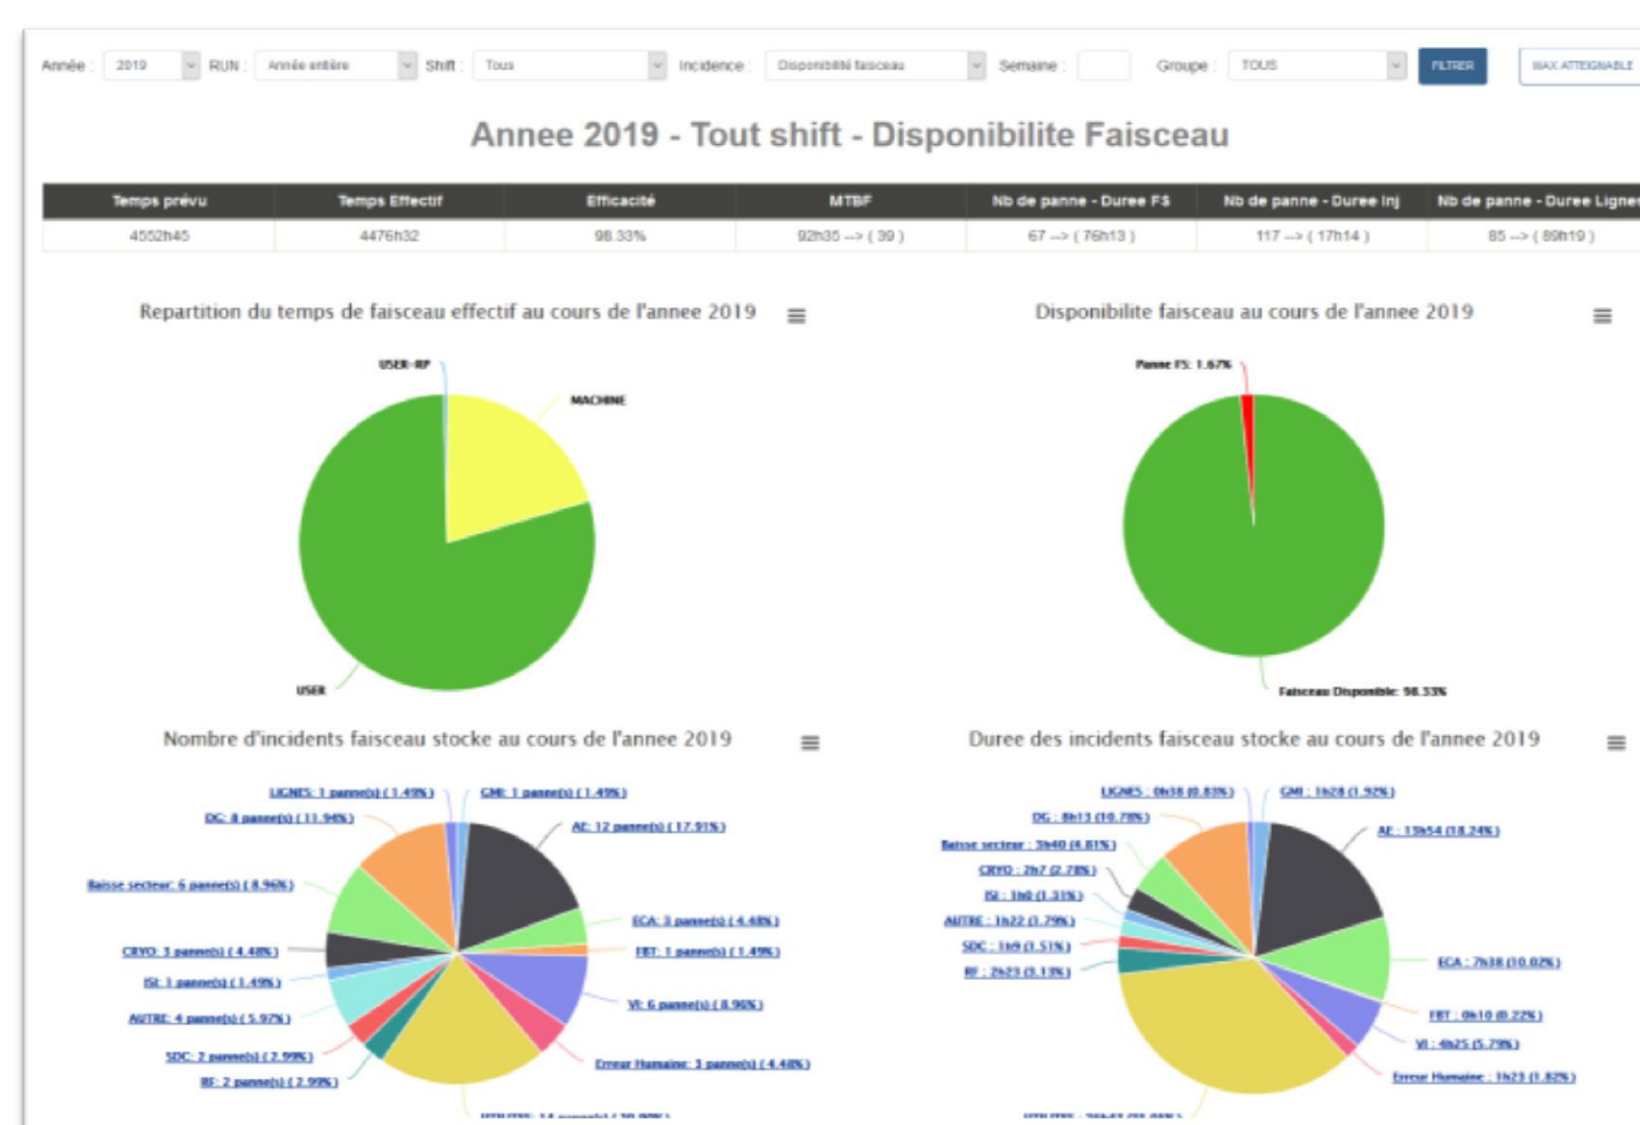 Année : 2019 RUN : Année entière Shift : Tous Incidence : Disponibilité faisceau Semaine : Groupe : TOUS FILTRER MAX ATTEIGNABLE
Annee 2019 - Tout shift - Disponibilite Faisceau
Temps prévu Temps Effectif Efficacité MTBF Nb de panne - Duree FS Nb de panne - Duree Inj Nb de panne - Duree Lignes
4552h45 4476h32 98.33% 92h35 --> ( 39 ) 67 --> ( 76h13 ) 117 --> ( 17h14 ) 85 --> ( 89h19 )
Repartition du temps de faisceau effectif au cours de l'annee 2019
USER-RP
MACHINE
USER
Disponibilite faisceau au cours de l'annee 2019
Panne FS: 1.67%
Faisceau Disponible: 98.33%
Nombre d'incidents faisceau stocke au cours de l'annee 2019
LIGNES: 1 panne(s) ( 1.49% )
GMI: 1 panne(s) ( 1.49% )
DG: 8 panne(s) ( 11.94% )
AE: 12 panne(s) ( 17.91% )
Baisse secteur: 6 panne(s) ( 8.96% )
ECA: 3 panne(s) ( 4.48% )
CRYO: 3 panne(s) ( 4.48% )
FBT: 1 panne(s) ( 1.49% )
ISI: 1 panne(s) ( 1.49% )
VI: 6 panne(s) ( 8.96% )
AUTRE: 4 panne(s) ( 5.97% )
SDC: 2 panne(s) ( 2.99% )
Erreur Humaine: 3 panne(s) ( 4.48% )
RF: 2 panne(s) ( 2.99% )
UTILITES: 14 panne(s) ( 20.90% )
Duree des incidents faisceau stocke au cours de l'annee 2019
LIGNES : 0h38 (0.83% )
GMI : 1h28 (1.92% )
DG : 8h13 (10.78% )
AE : 13h54 (18.24% )
Baisse secteur : 3h40 (4.81% )
CRYO : 2h7 (2.78% )
ISI : 1h0 (1.31% )
AUTRE : 1h22 (1.79% )
SDC : 1h9 (1.51% )
ECA : 7h38 (10.02% )
RF : 2h23 (3.13% )
FBT : 0h10 (0.22% )
VI : 4h25 (5.79% )
Erreur Humaine : 1h23 (1.82% )
UTILITES :